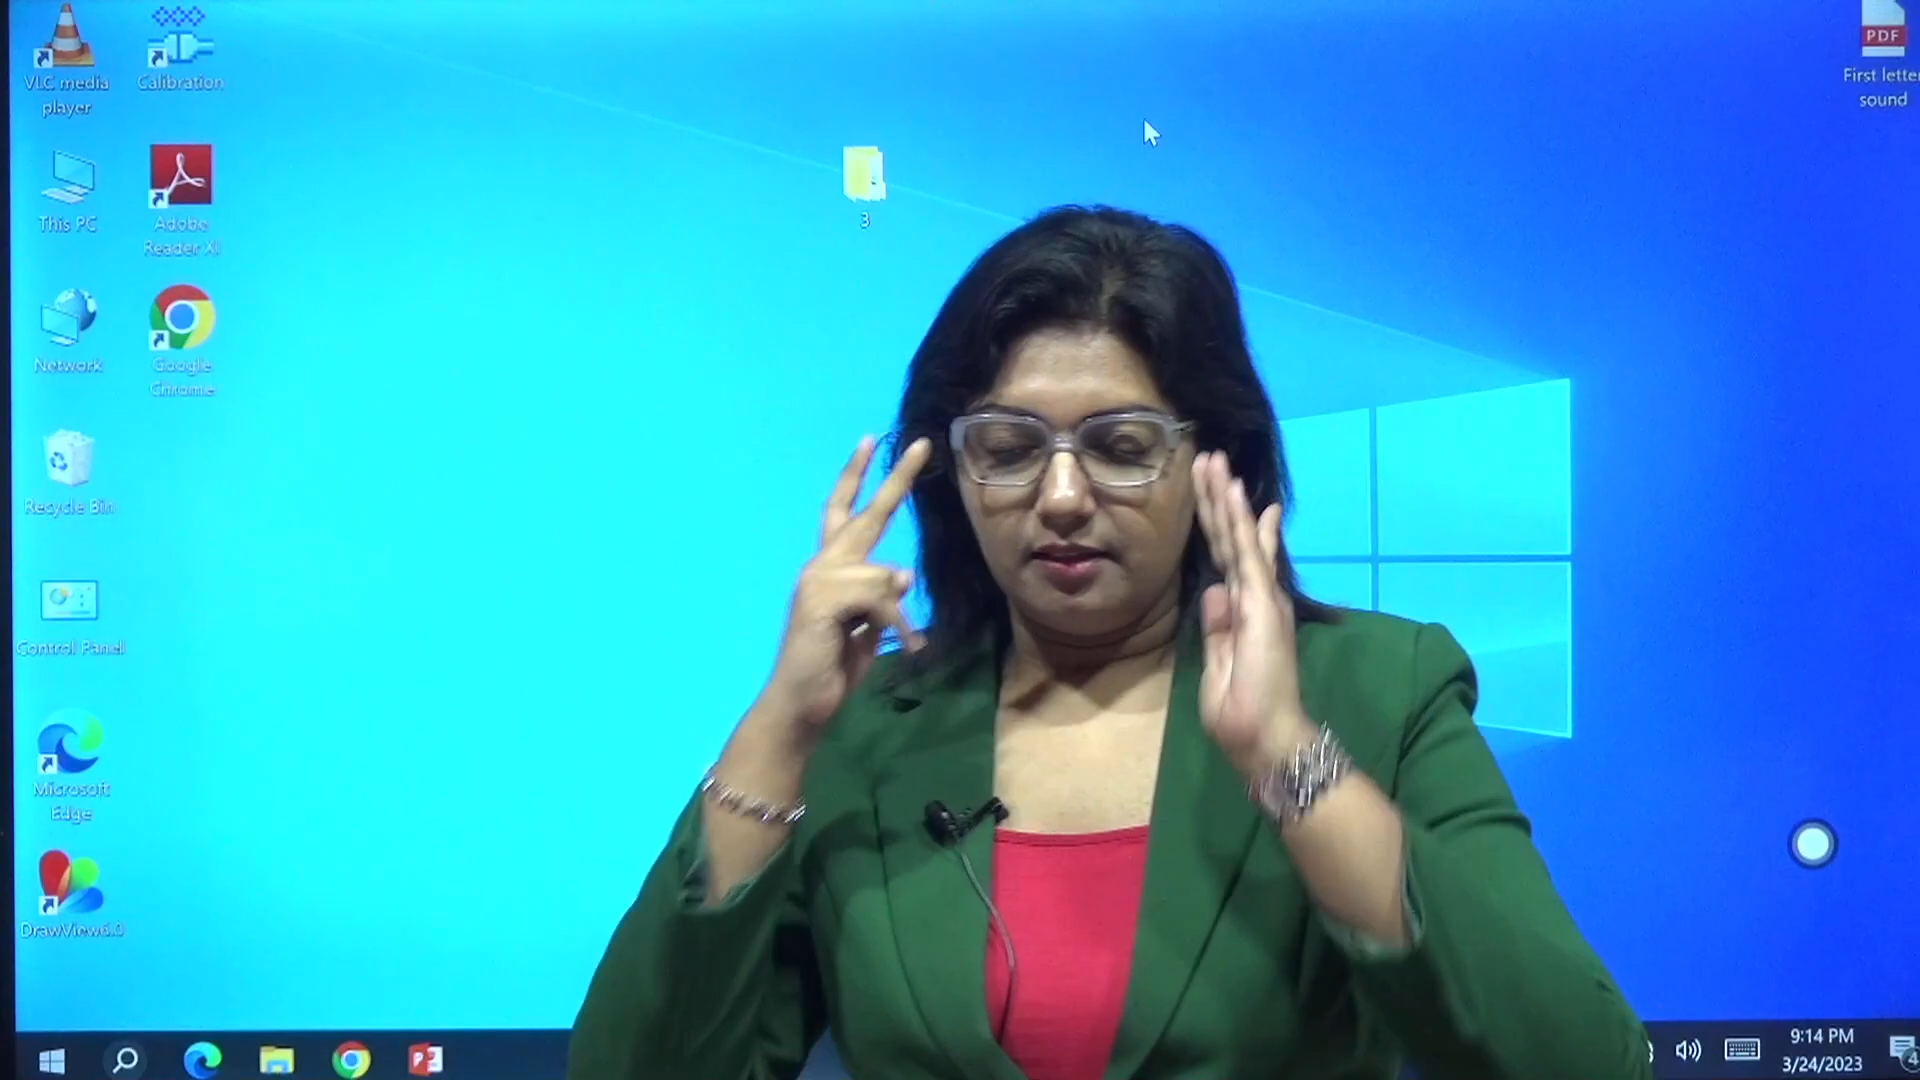 VLC media
player
Calibration
PDF
First letter
sound
3
This PC
Adobe
Reader XI
Network
Google
Chrome
Recycle Bin
Control Panel
Microsoft
Edge
DrawView6.0
9:14 PM
3/24/2023
4